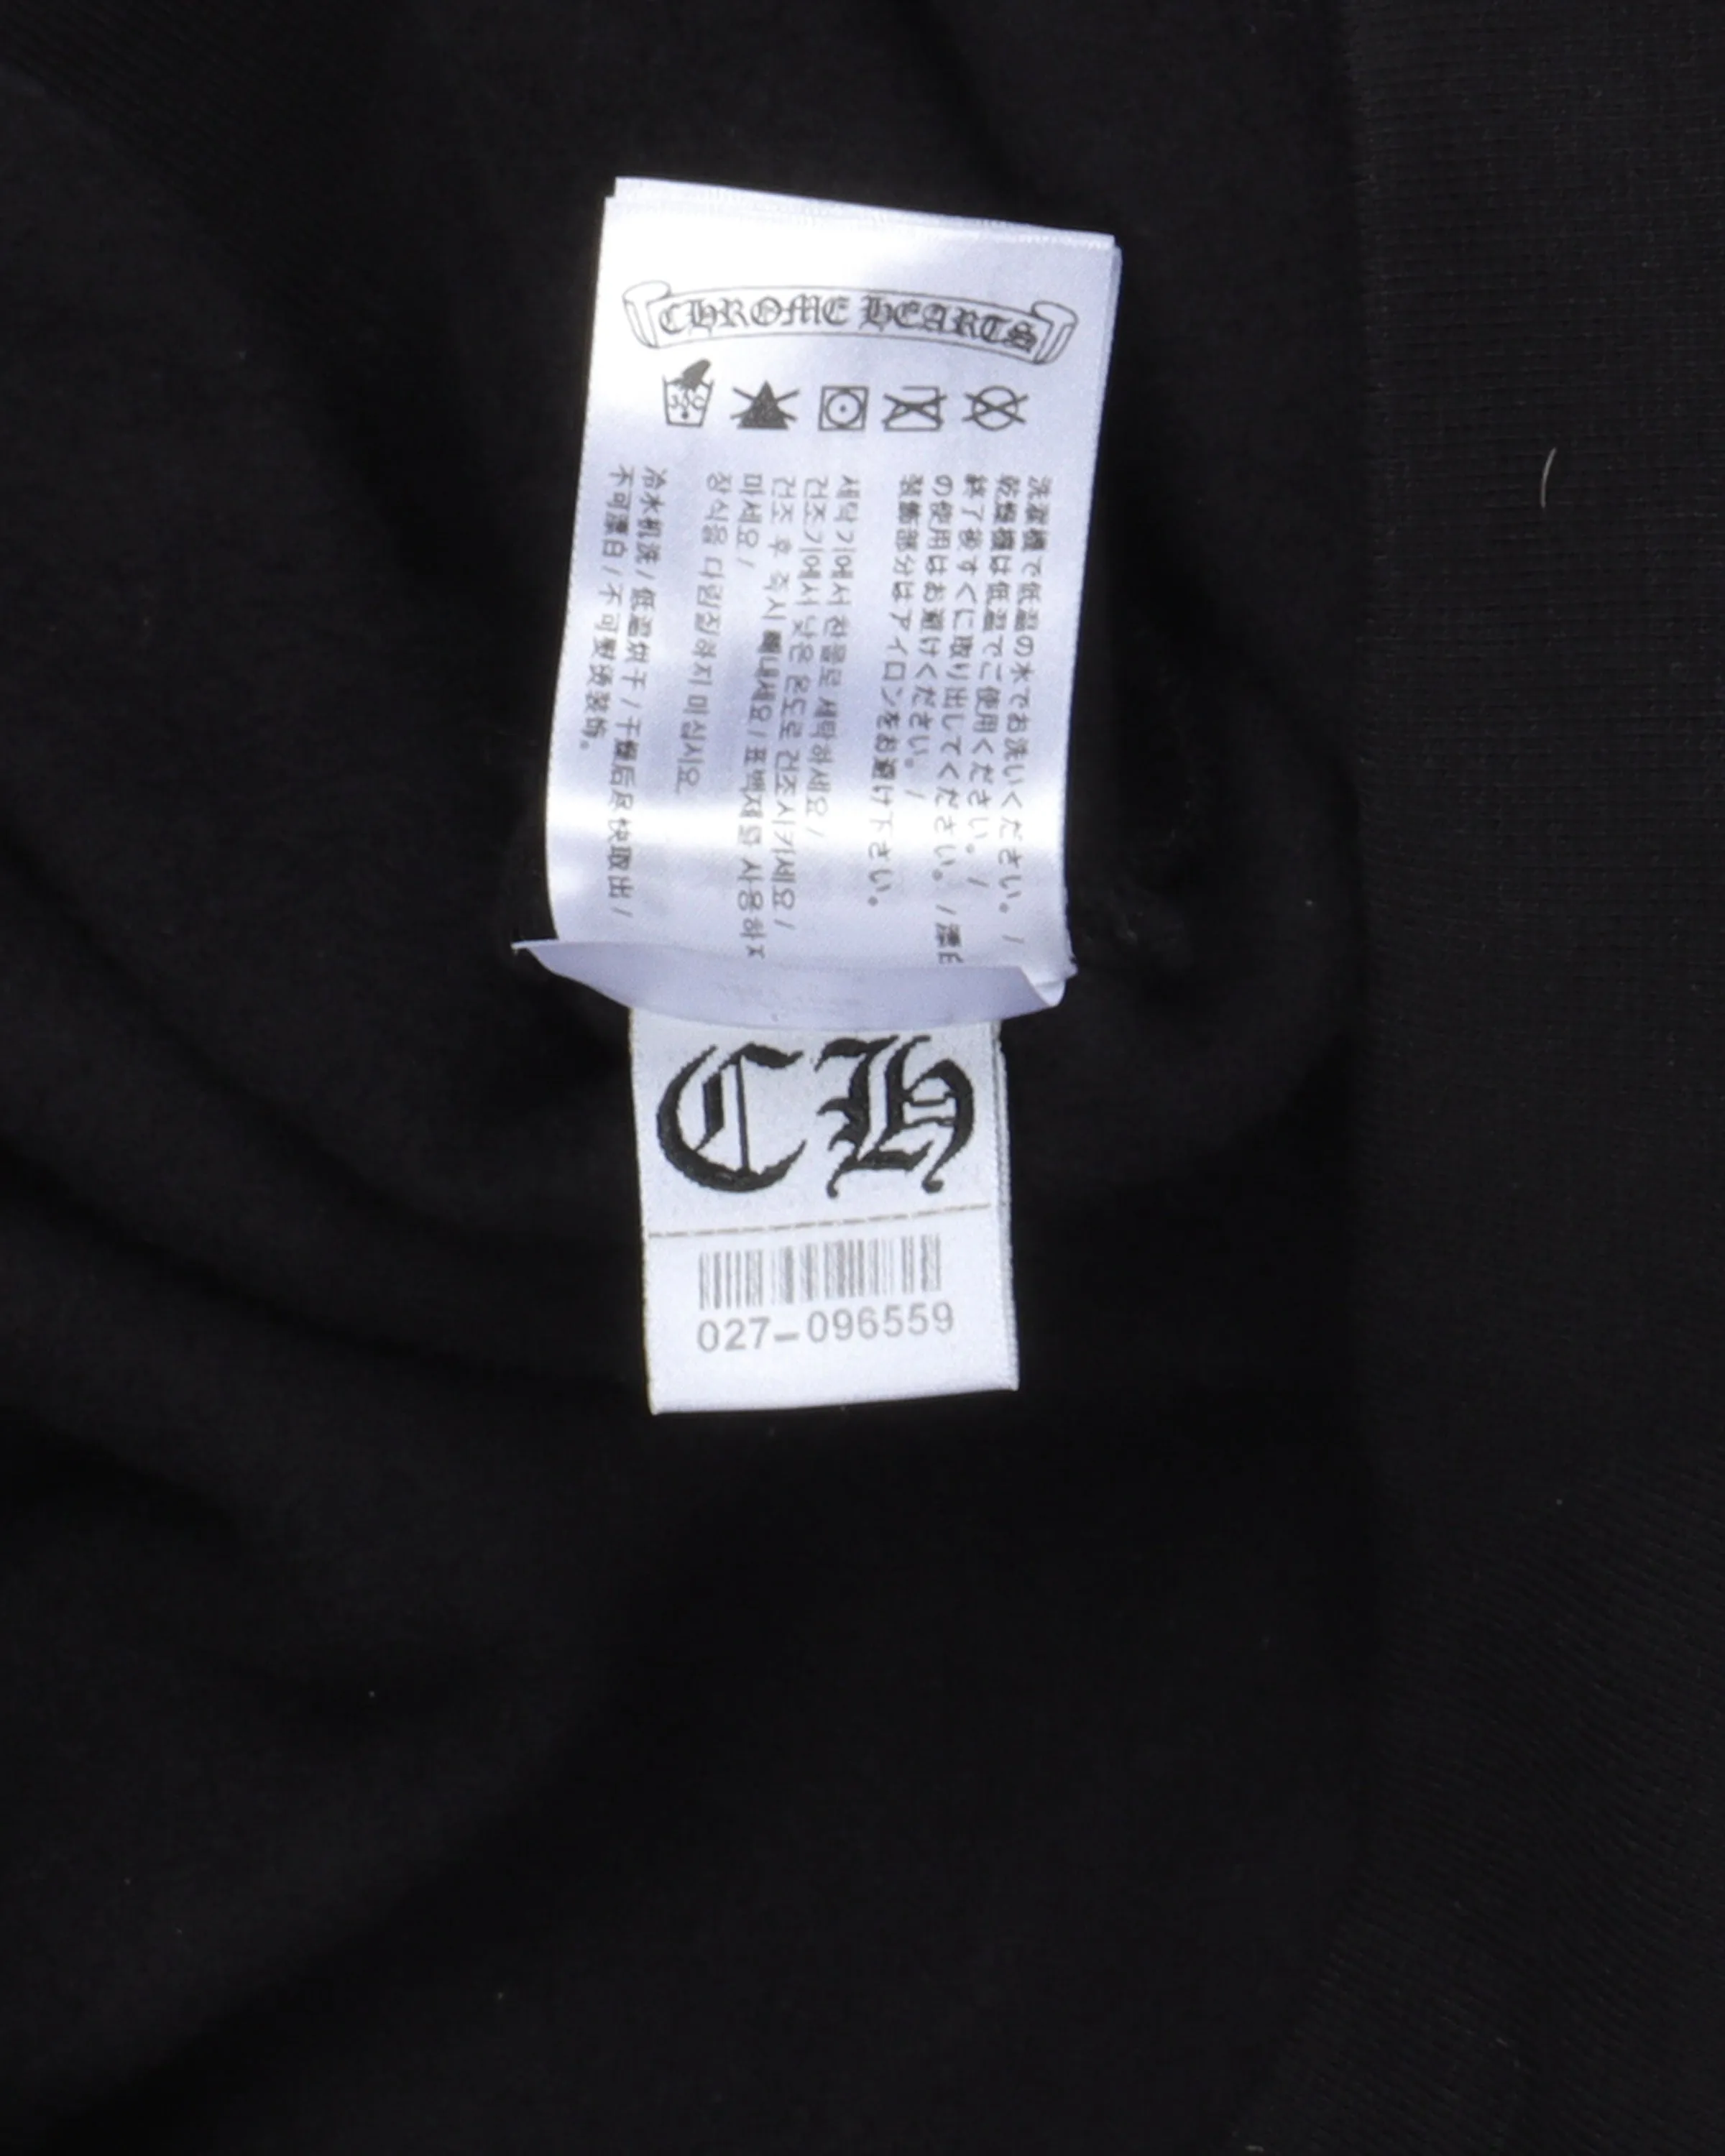 CHROME HEARTS
洗濯機で低温の水でお洗いください。/
乾燥機は低温でご使用ください。/
終了後すぐに取り出してください。/漂白
の使用はお避けください。/
装飾部分はアイロンをお避け下さい。
세탁기에서 찬물로 세탁하세요/
건조기에서 낮은 온도로 건조시키세요/
건조 후 즉시 빼내세요/표백제를 사용하지
마세요/
장식을 다림질하지 마십시요
冷水机洗/低温烘干/干燥后尽快取出/
不可漂白/不可熨烫装饰。
CH
027-096559